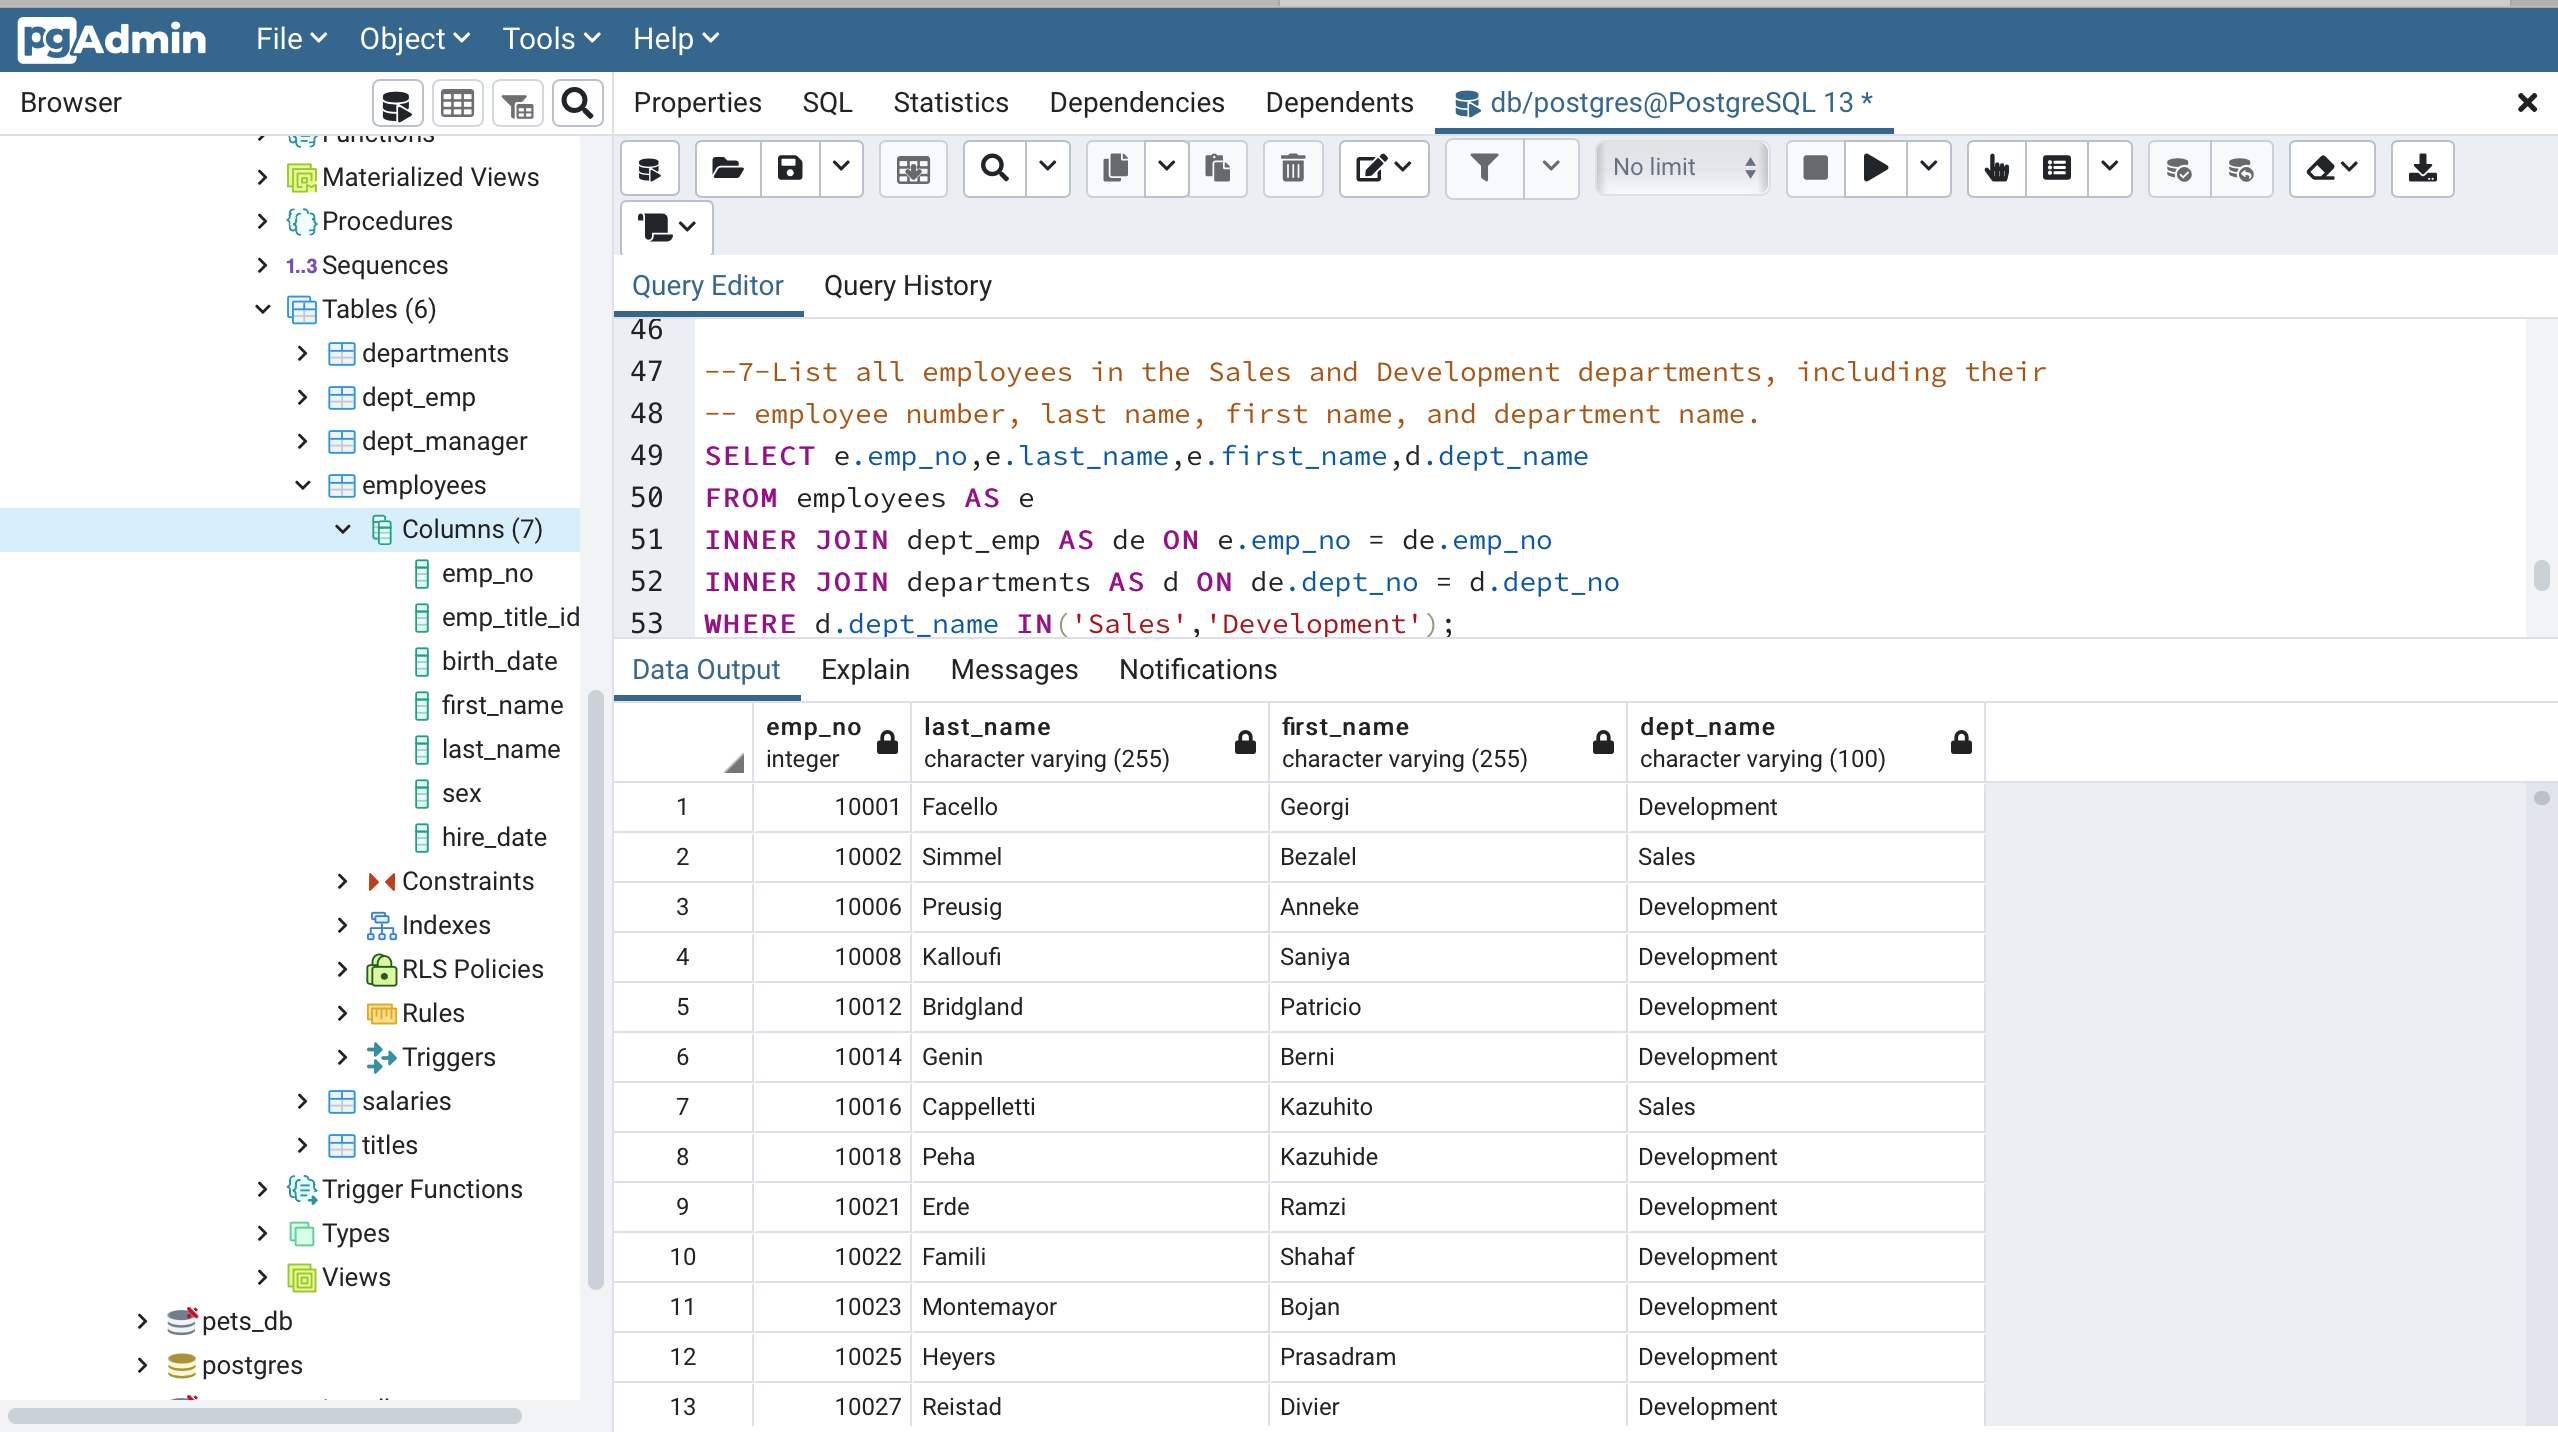 pgAdmin File Object Tools Help
Browser
Properties SQL Statistics Dependencies Dependents db/postgres@PostgreSQL 13 *
Functions
Materialized Views
Procedures
1..3 Sequences
Tables (6)
departments
dept_emp
dept_manager
employees
Columns (7)
emp_no
emp_title_id
birth_date
first_name
last_name
sex
hire_date
Constraints
Indexes
RLS Policies
Rules
Triggers
salaries
titles
Trigger Functions
Types
Views
pets_db
postgres
No limit
Query Editor Query History
46
47 --7-List all employees in the Sales and Development departments, including their
48 -- employee number, last name, first name, and department name.
49 SELECT e.emp_no,e.last_name,e.first_name,d.dept_name
50 FROM employees AS e
51 INNER JOIN dept_emp AS de ON e.emp_no = de.emp_no
52 INNER JOIN departments AS d ON de.dept_no = d.dept_no
53 WHERE d.dept_name IN('Sales','Development');
Data Output Explain Messages Notifications
emp_no last_name first_name dept_name
integer character varying (255) character varying (255) character varying (100)
1 10001 Facello Georgi Development
2 10002 Simmel Bezalel Sales
3 10006 Preusig Anneke Development
4 10008 Kalloufi Saniya Development
5 10012 Bridgland Patricio Development
6 10014 Genin Berni Development
7 10016 Cappelletti Kazuhito Sales
8 10018 Peha Kazuhide Development
9 10021 Erde Ramzi Development
10 10022 Famili Shahaf Development
11 10023 Montemayor Bojan Development
12 10025 Heyers Prasadram Development
13 10027 Reistad Divier Development